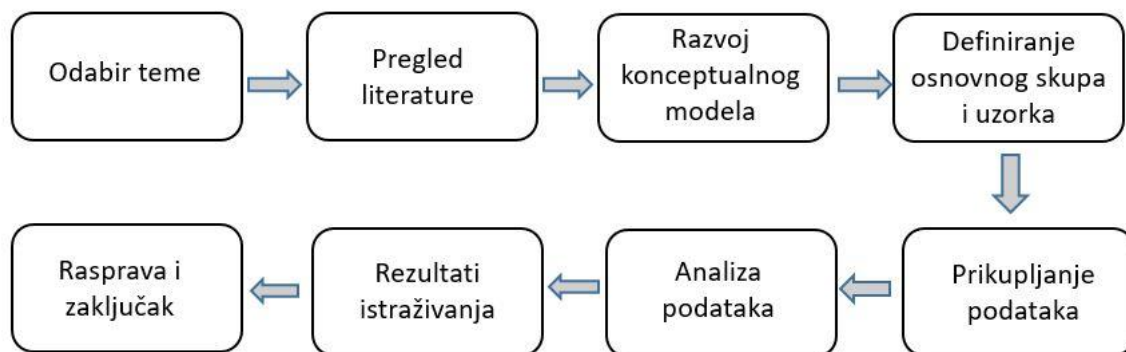 Odabir teme
Pregled
literature
Razvoj
konceptualnog
modela
Definiranje
osnovnog skupa
i uzorka
Prikupljanje
podataka
Analiza
podataka
Rezultati
istraživanja
Rasprava i
zaključak